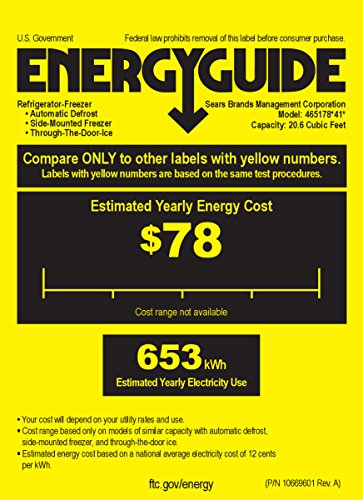 U.S. Government
Federal law prohibits removal of this label before consumer purchase.
ENERGYGUIDE
Refrigerator-Freezer
• Automatic Defrost
• Side-Mounted Freezer
• Through-The-Door-Ice
Sears Brands Management Corporation
Model: 465178*41*
Capacity: 20.6 Cubic Feet
Compare ONLY to other labels with yellow numbers.
Labels with yellow numbers are based on the same test procedures.
Estimated Yearly Energy Cost
$78
Cost range not available
653 kWh
Estimated Yearly Electricity Use
• Your cost will depend on your utility rates and use.
• Cost range based only on models of similar capacity with automatic defrost,
side-mounted freezer, and through-the-door ice.
• Estimated energy cost based on a national average electricity cost of 12 cents
per kWh.
ftc.gov/energy
(P/N 10669601 Rev. A)